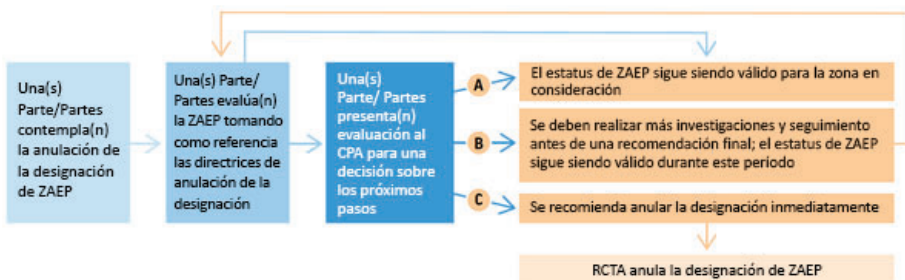 Una(s)
Parte/Partes
contempla(n)
la anulación de
la designación
de ZAEP
Una(s) Parte/
Partes evalúa(n)
la ZAEP tomando
como referencia
las directrices de
anulación de la
designación
Una(s)
Parte/ Partes
presenta(n)
evaluación al
CPA para una
decisión sobre
los próximos
pasos
A
El estatus de ZAEP sigue siendo válido para la zona en
consideración
B
Se deben realizar más investigaciones y seguimiento
antes de una recomendación final; el estatus de ZAEP
sigue siendo válido durante este periodo
C
Se recomienda anular la designación inmediatamente
RCTA anula la designación de ZAEP